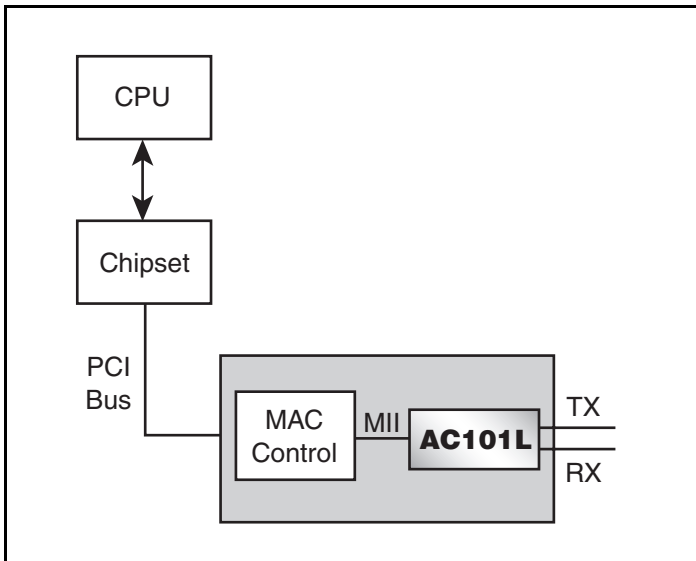 CPU
Chipset
PCI
Bus
MAC
Control
MII
AC101L
TX
RX